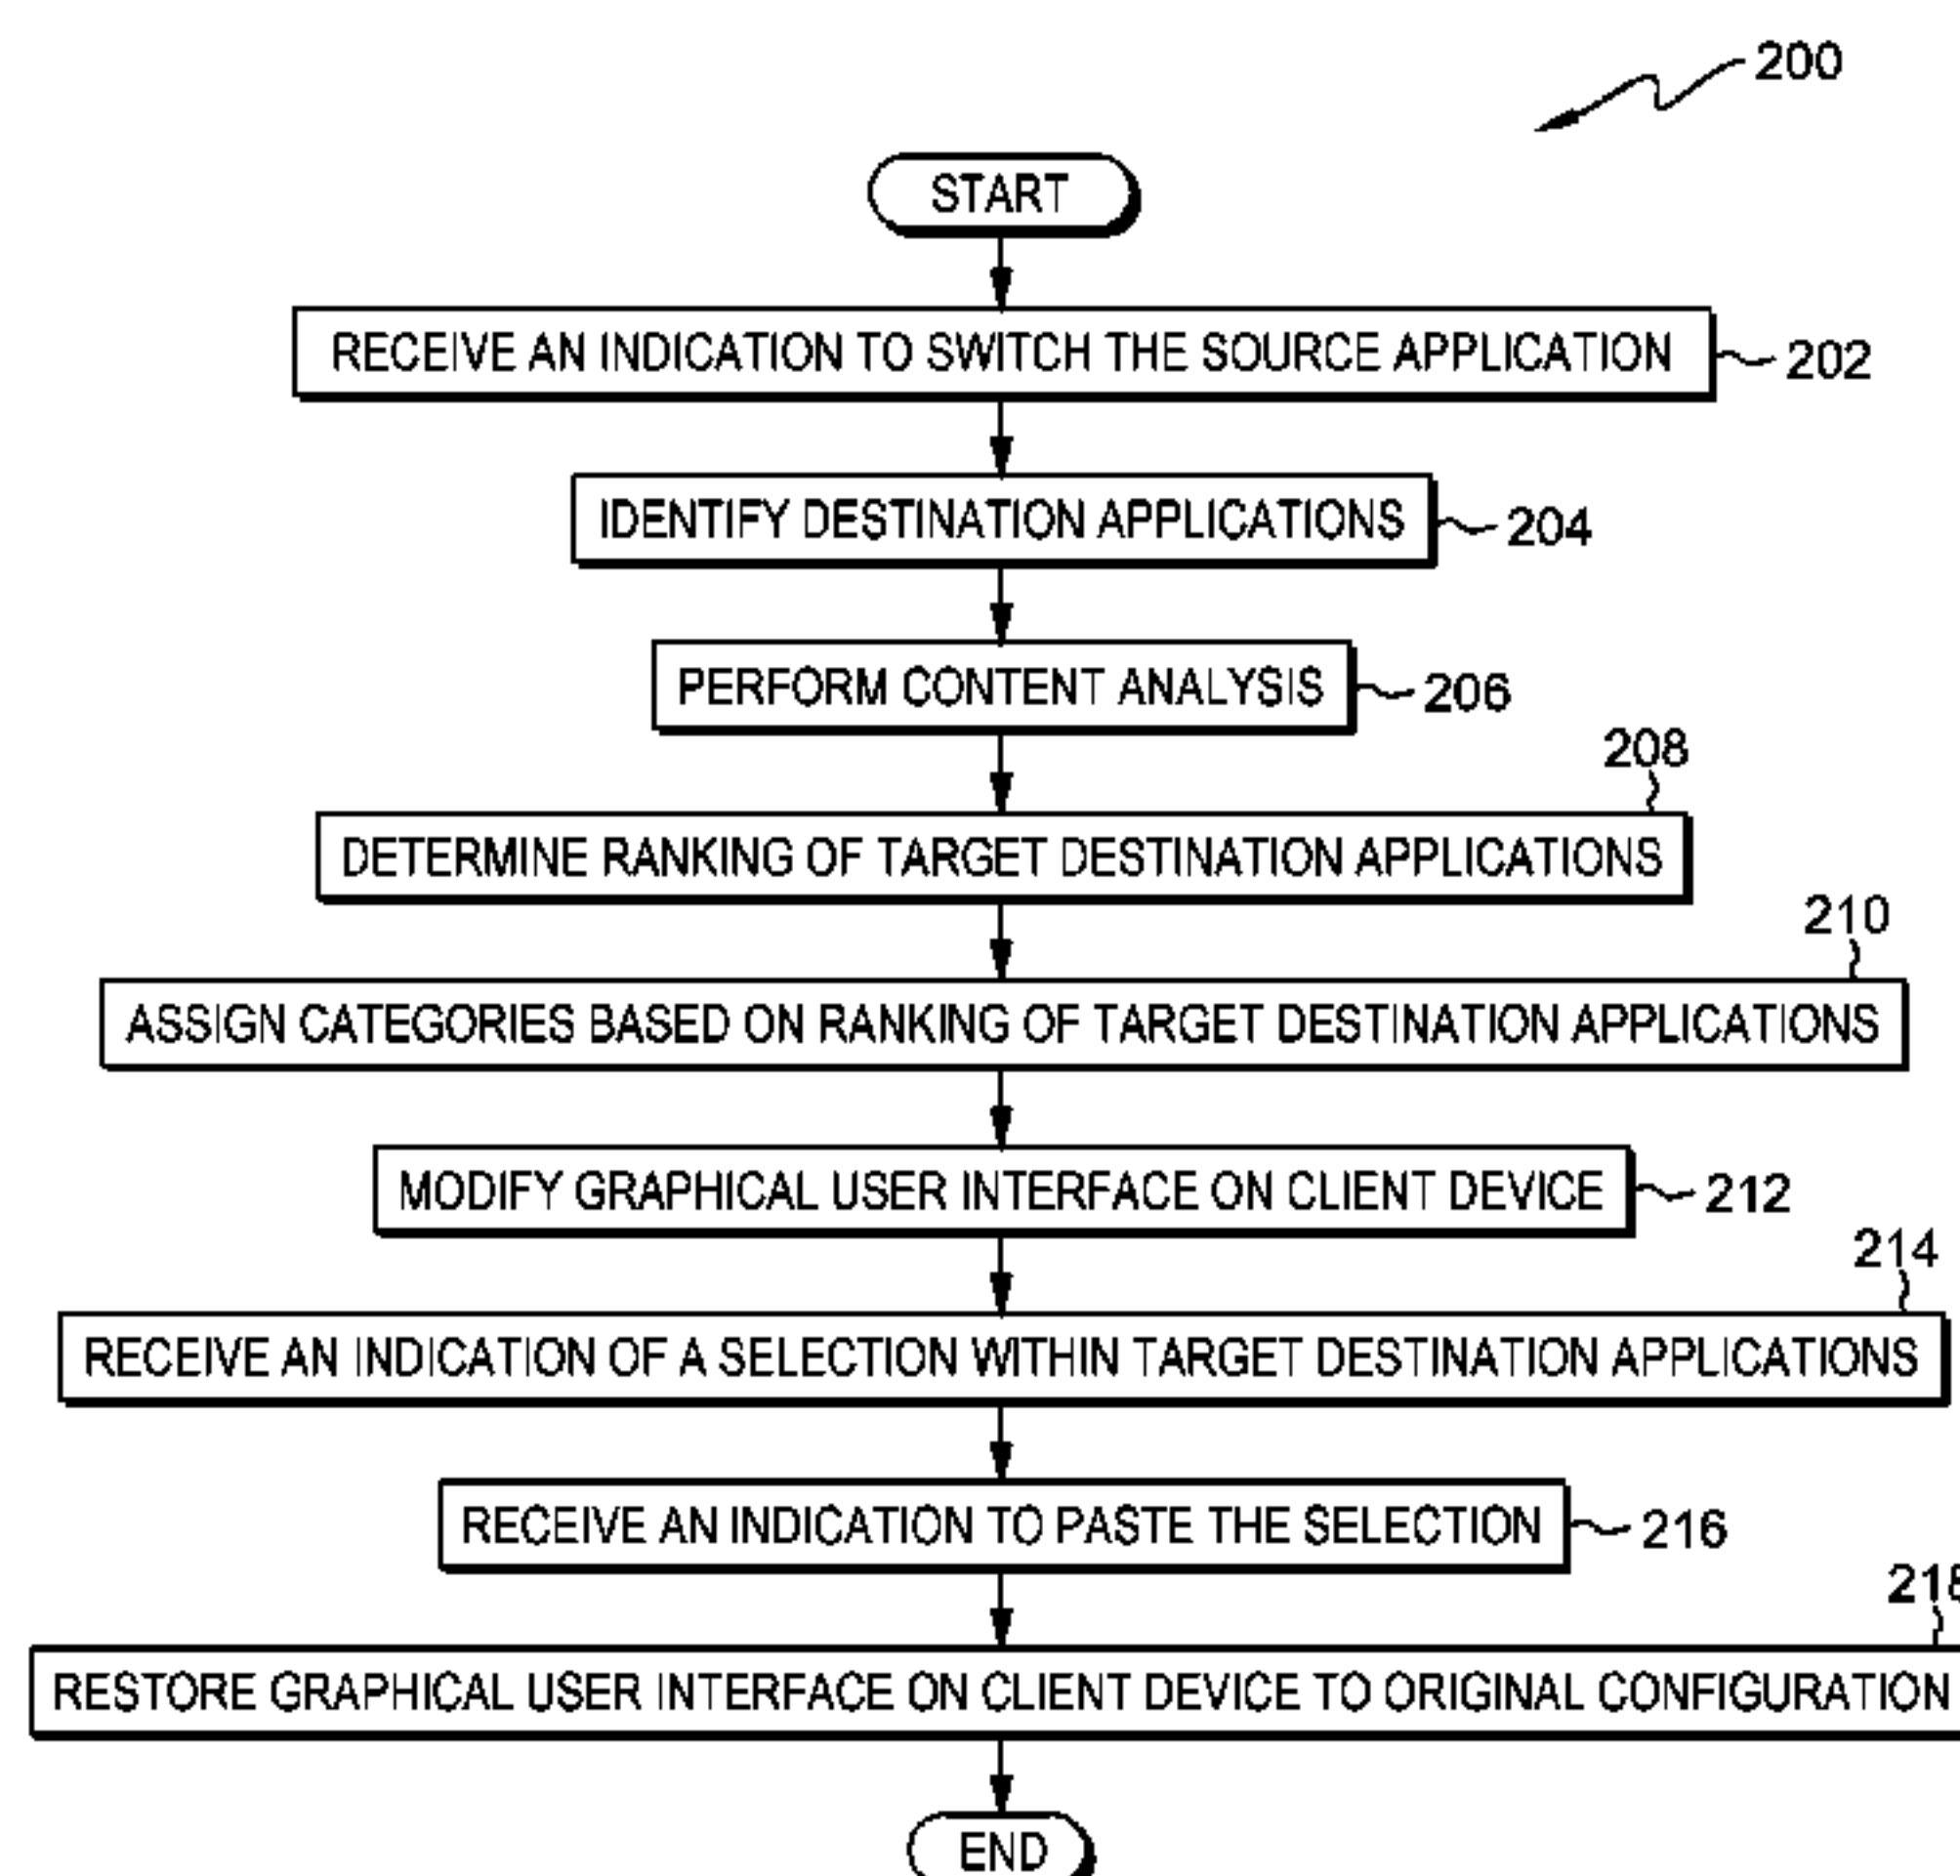 200
START
RECEIVE AN INDICATION TO SWITCH THE SOURCE APPLICATION
202
IDENTIFY DESTINATION APPLICATIONS
204
PERFORM CONTENT ANALYSIS
206
208
DETERMINE RANKING OF TARGET DESTINATION APPLICATIONS
210
ASSIGN CATEGORIES BASED ON RANKING OF TARGET DESTINATION APPLICATIONS
MODIFY GRAPHICAL USER INTERFACE ON CLIENT DEVICE
212
214
RECEIVE AN INDICATION OF A SELECTION WITHIN TARGET DESTINATION APPLICATIONS
RECEIVE AN INDICATION TO PASTE THE SELECTION
216
218
RESTORE GRAPHICAL USER INTERFACE ON CLIENT DEVICE TO ORIGINAL CONFIGURATION
END